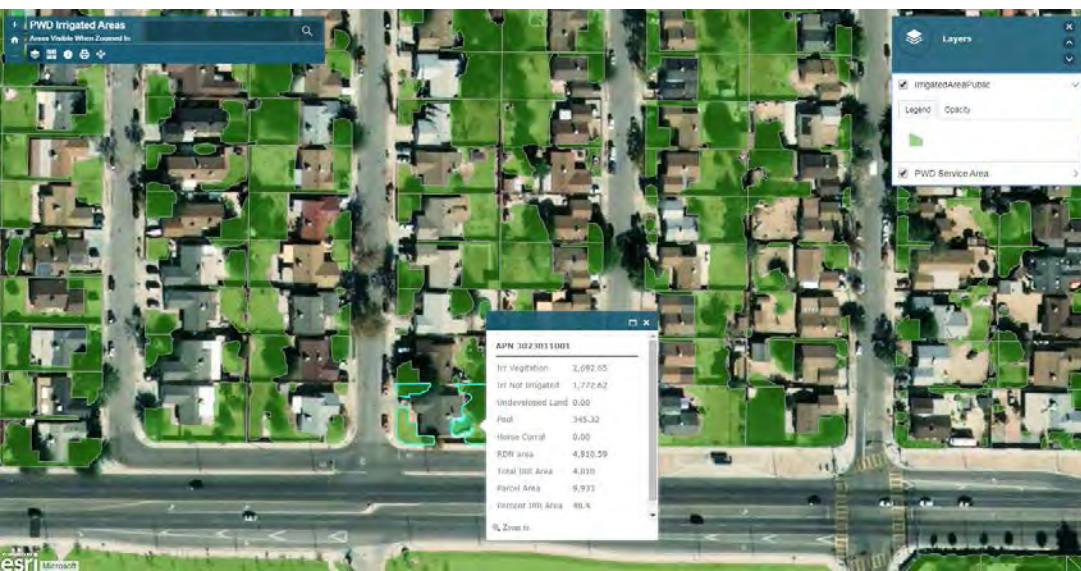 PWD Irrigated Areas
Areas Visible When Zoomed In
Layers
IrrigatedAreaPublic
Legend Opacity
PWD Service Area
APN 3023011001
Irr Vegitation 2,692.65
Irr Not Irrigated 1,772.62
Undeveloped Land 0.00
Pool 345.32
Horse Corral 0.00
RDN area 4,810.59
Total IRR Area 4,810
Parcel Area 9,933
Percent IRR Area 48.4
Zoom to
esri
Microsoft